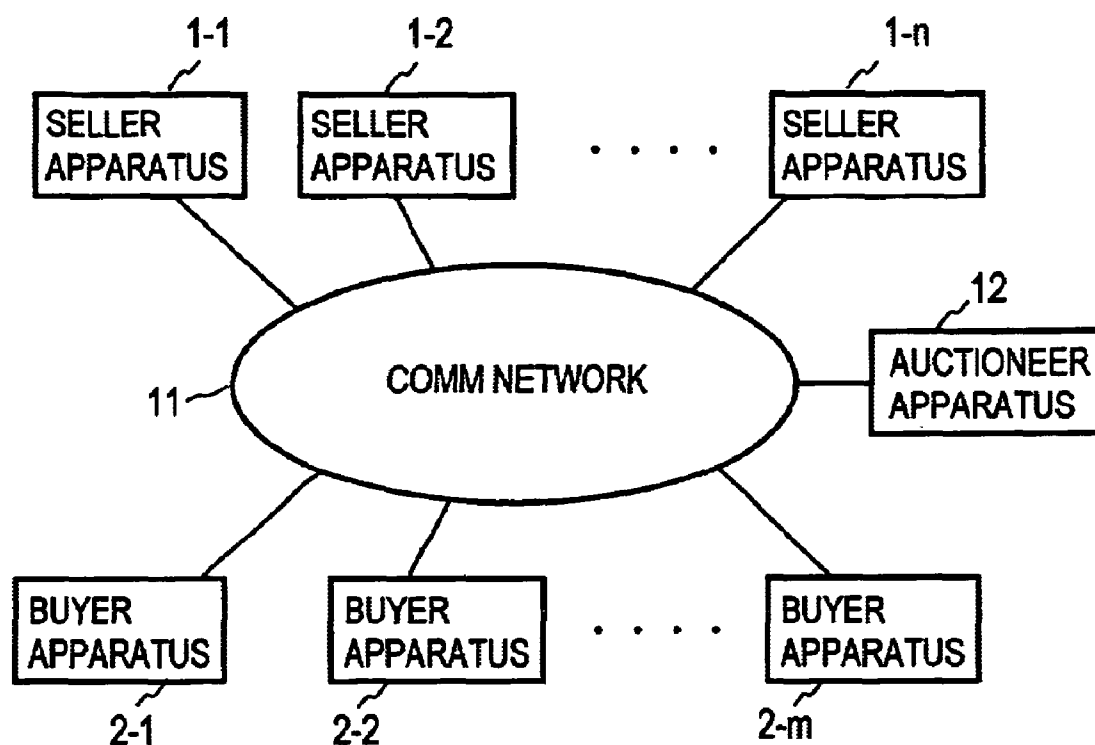 1-1
1-2
1-n
SELLER
APPARATUS
SELLER
APPARATUS
SELLER
APPARATUS
12
AUCTIONEER
APPARATUS
COMM NETWORK
11
BUYER
APPARATUS
BUYER
APPARATUS
BUYER
APPARATUS
2-1
2-2
2-m